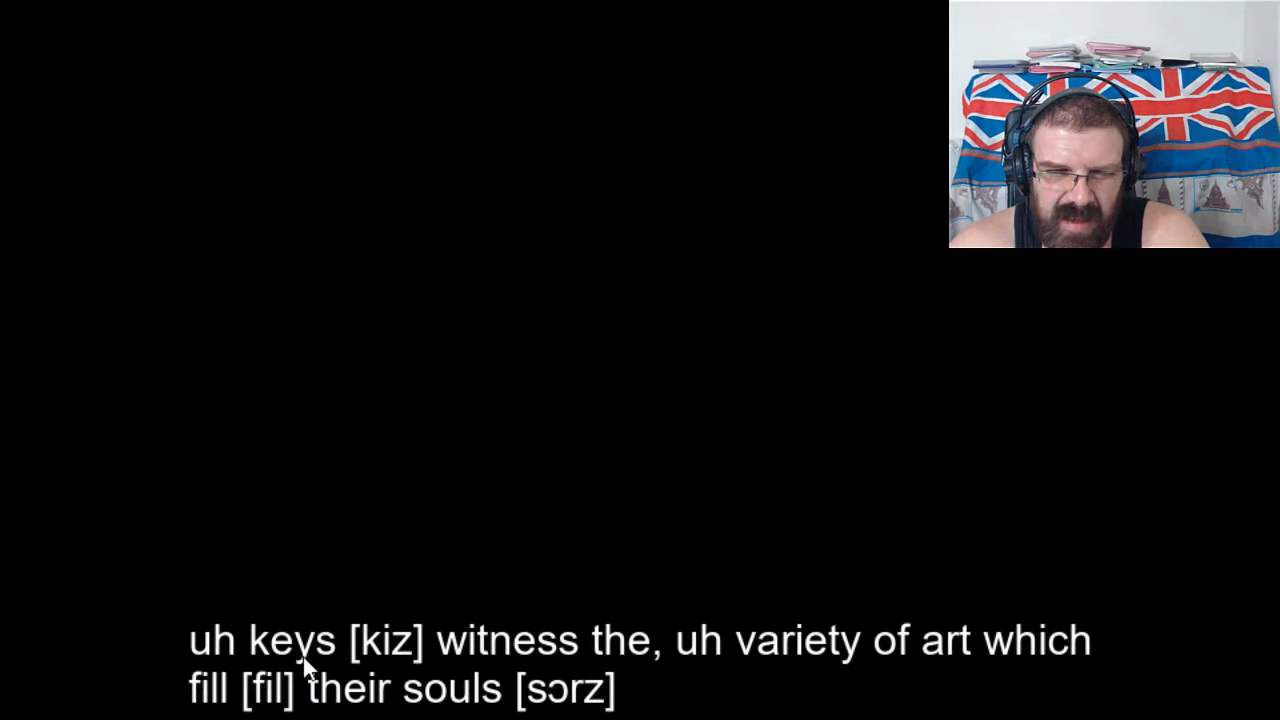 uh keys [kiz] witness the, uh variety of art which
fill [fil] their souls [sɔrz]